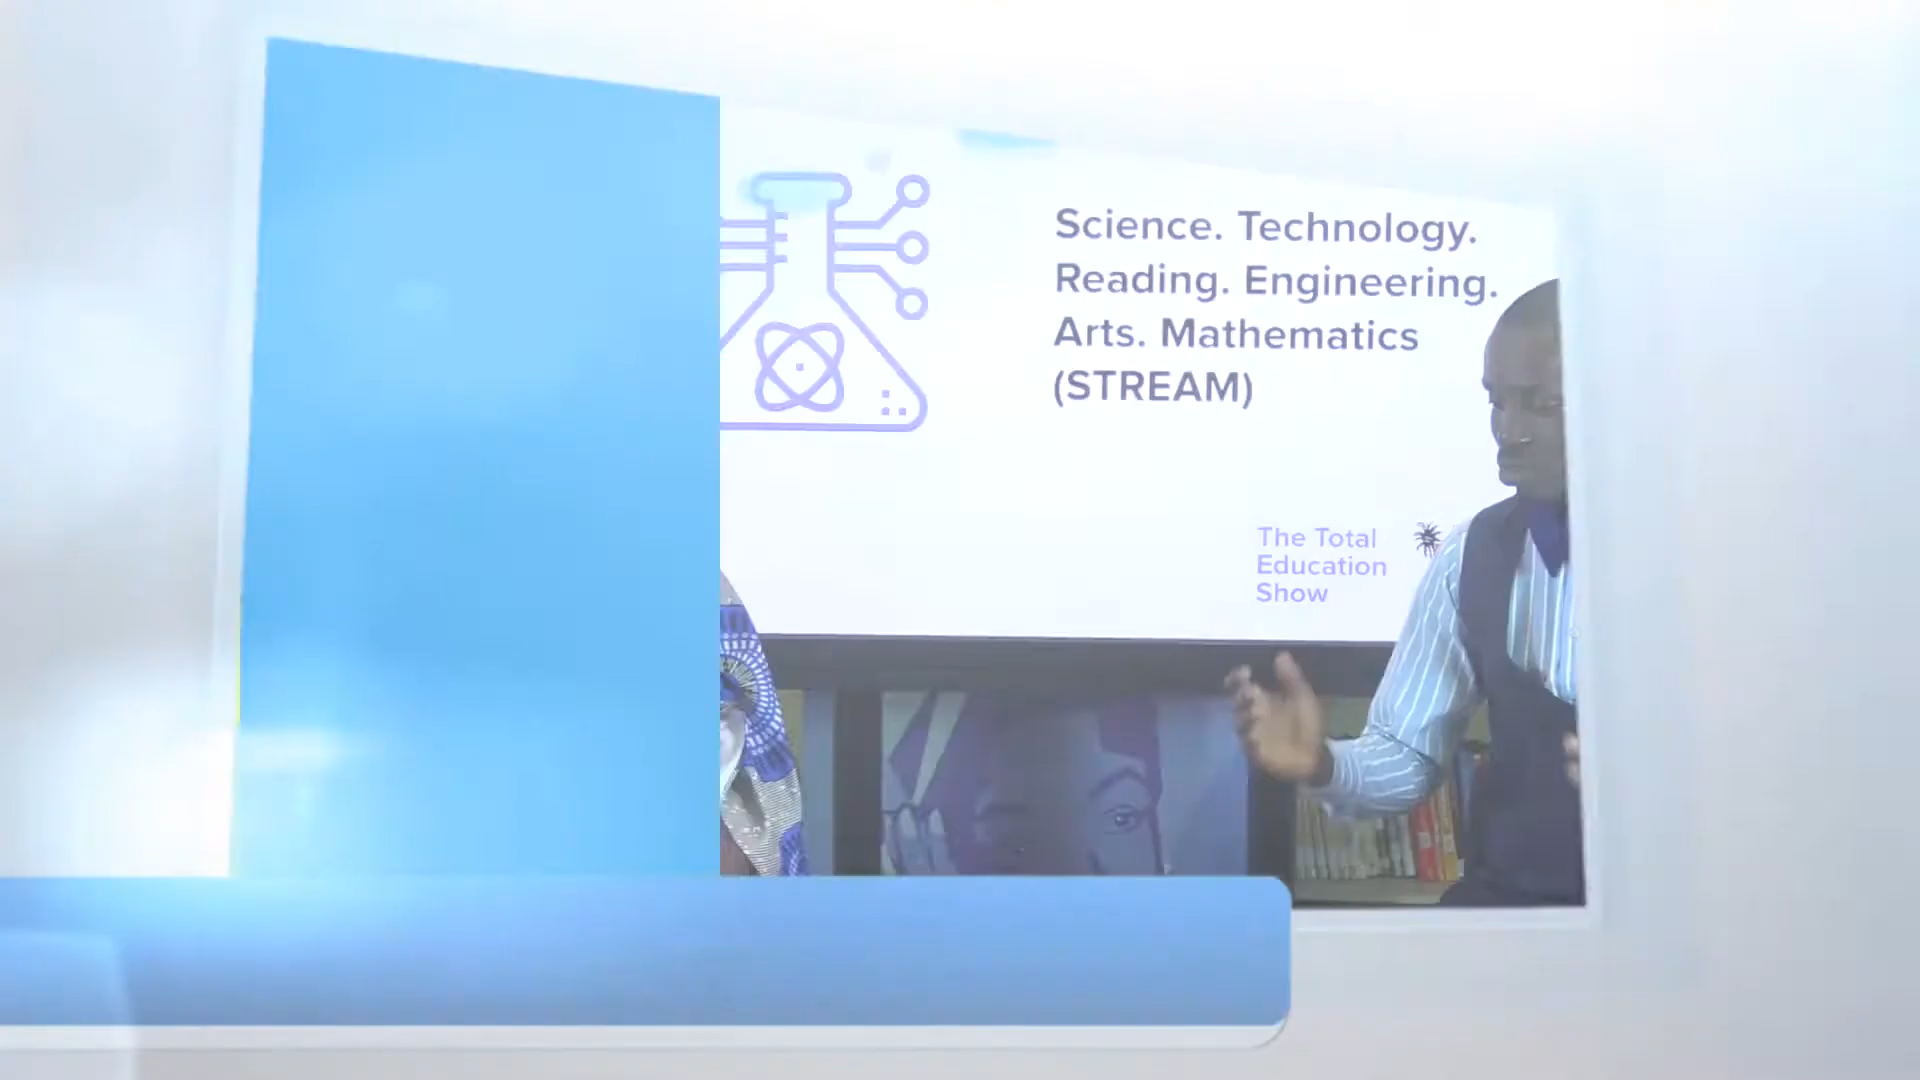 Science. Technology.
Reading. Engineering.
Arts. Mathematics
(STREAM)
The Total
Education
Show